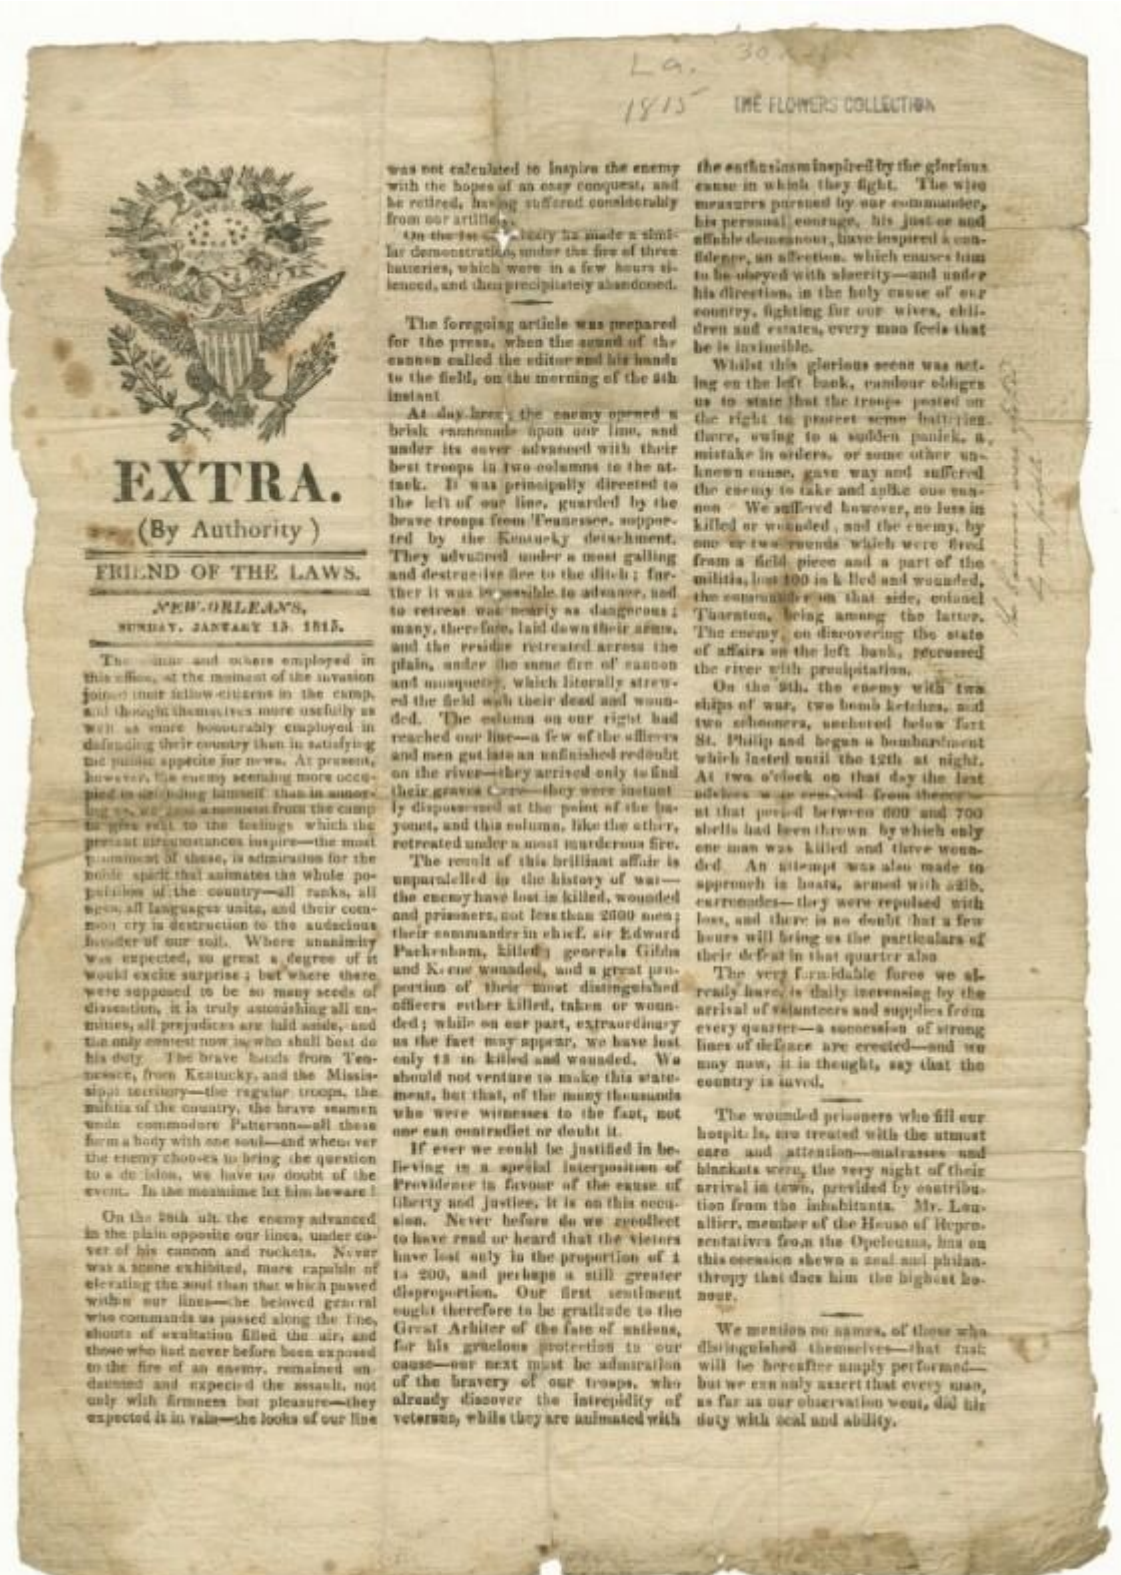 La.
1815
30
THE FLOWERS COLLECTION
EXTRA.
(By Authority)
FRIEND OF THE LAWS.
NEW-ORLEANS,
SUNDAY, JANUARY 15, 1815.
The and others employed in
this office, at the moment of the invasion
joined their fellow-citizens in the camp,
and thought themselves more usefully as
well as more honourably employed in
defending their country than in satisfying
the public appetite for news. At present,
however, the enemy seeming more occu-
pied in defending himself than in annoy-
ing us, we a moment from the camp
to give vent to the feelings which the
present circumstances inspire—the most
prominent of these, is admiration for the
noble spirit that animates the whole po-
pulation of the country—all ranks, all
ages, all languages unite, and their com-
mon cry is destruction to the audacious
invader of our soil. Where unanimity
was expected, so great a degree of it
would excite surprise; but where there
were supposed to be so many seeds of
dissention, it is truly astonishing all en-
mities, all prejudices are laid aside, and
the only contest now is, who shall best do
his duty. The brave bands from Ten-
nessee, from Kentucky, and the Missis-
sippi territory—the regular troops, the
militia of the country, the brave seamen
unde commodore Patterson—all these
form a body with one soul—and whenever
the enemy chooses to bring the question
to a de ision, we have no doubt of the
event. In the meantime let him beware!
On the 28th ult. the enemy advanced
in the plain opposite our lines, under co-
ver of his cannon and rockets. Never
was a scene exhibited, more capable of
elevating the soul than that which passed
within our lines—the beloved general
who commands us passed along the line,
shouts of exultation filled the air, and
those who had never before been exposed
to the fire of an enemy, remained un-
daunted and expected the assault, not
only with firmness but pleasure—they
expected it in vain—the looks of our line
was not calculated to inspire the enemy
with the hopes of an easy conquest, and
he retired, having suffered considerably
from our artille
On the 1st he made a simi-
lar demonstration, under the fire of three
batteries, which were in a few hours si-
lenced, and then precipitately abandoned.
The foregoing article was prepared
for the press, when the sound of the
cannon called the editor and his hands
to the field, on the morning of the 8th
instant
At day-break the enemy opened a
brisk cannonade upon our line, and
under its cover advanced with their
best troops in two columns to the at-
tack. It was principally directed to
the left of our line, guarded by the
brave troops from Tennessee, suppor-
ted by the Kentucky detachment.
They advanced under a most galling
and destructive fire to the ditch; fur-
ther it was impossible to advance, and
to retreat was nearly as dangerous;
many, therefore, laid down their arms,
and the residue retreated across the
plain, under the same fire of cannon
and musquetry, which literally strew-
ed the field with their dead and woun-
ded. The column on our right had
reached our line—a few of the officers
and men got into an unfinished redoubt
on the river—they arrived only to find
their graves there—they were instant
ly dispossessed at the point of the ba-
yonet, and this column, like the other,
retreated under a most murderous fire.
The result of this brilliant affair is
unparalelled in the history of war—
the enemy have lost in killed, wounded
and prisoners, not less than 2600 men;
their commander in chief, sir Edward
Packenham, killed; generals Gibbs
and Keene wounded, and a great pro-
portion of their most distinguished
officers either killed, taken or woun-
ded; while on our part, extraordinary
as the fact may appear, we have lost
only 13 in killed and wounded. We
should not venture to make this state-
ment, but that, of the many thousands
who were witnesses to the fact, not
one can contradict or doubt it.
If ever we could be justified in be-
lieving in a special interposition of
Providence in favour of the cause of
liberty and justice, it is on this occa-
sion. Never before do we recollect
to have read or heard that the victors
have lost only in the proportion of 1
to 200, and perhaps a still greater
disproportion. Our first sentiment
ought therefore to be gratitude to the
Great Arbiter of the fate of nations,
for his gracious protection to our
cause—our next must be admiration
of the bravery of our troops, who
already discover the intrepidity of
veterans, while they are animated with
the enthusiasm inspired by the glorious
cause in which they fight. The wise
measures pursued by our commander,
his personal courage, his justice and
affable demeanour, have inspired a con-
fidence, an affection, which causes him
to be obeyed with alacrity—and under
his direction, in the holy cause of our
country, fighting for our wives, chil-
dren and estates, every man feels that
he is invincible.
Whilst this glorious scene was act-
ing on the left bank, candour obliges
us to state that the troops posted on
the right to protect some batteries
there, owing to a sudden panick, a
mistake in orders, or some other un-
known cause, gave way and suffered
the enemy to take and spike our can-
non We suffered however, no loss in
killed or wounded, and the enemy, by
one or two rounds which were fired
from a field piece and a part of the
militia, lost 100 in killed and wounded,
the commander on that side, colonel
Thornton, being among the latter.
The enemy, on discovering the state
of affairs on the left bank, recrossed
the river with precipitation.
On the 9th, the enemy with two
ships of war, two bomb ketches, and
two schooners, anchored below fort
St. Philip and began a bombardment
which lasted until the 12th at night.
At two o'clock on that day the last
advices were received from thence—
at that period between 600 and 700
shells had been thrown by which only
one man was killed and three woun-
ded. An attempt was also made to
approach in boats, armed with 32lb.
carronades—they were repulsed with
loss, and there is no doubt that a few
hours will bring us the particulars of
their defeat in that quarter also
The very formidable force we al-
ready have, is daily increasing by the
arrival of volunteers and supplies from
every quarter—a succession of strong
lines of defence are erected—and we
may now, it is thought, say that the
country is saved.
The wounded prisoners who fill our
hospitals, are treated with the utmost
care and attention—matrasses and
blankets were, the very night of their
arrival in town, provided by contribu-
tion from the inhabitants. Mr. Lou-
allier, member of the House of Repre-
sentatives from the Opelousas, has on
this occasion shewn a zeal and philan-
thropy that does him the highest ho-
nour.
We mention no names, of those who
distinguished themselves—that task
will be hereafter amply performed—
but we can only assert that every man,
as far as our observation went, did his
duty with zeal and ability.